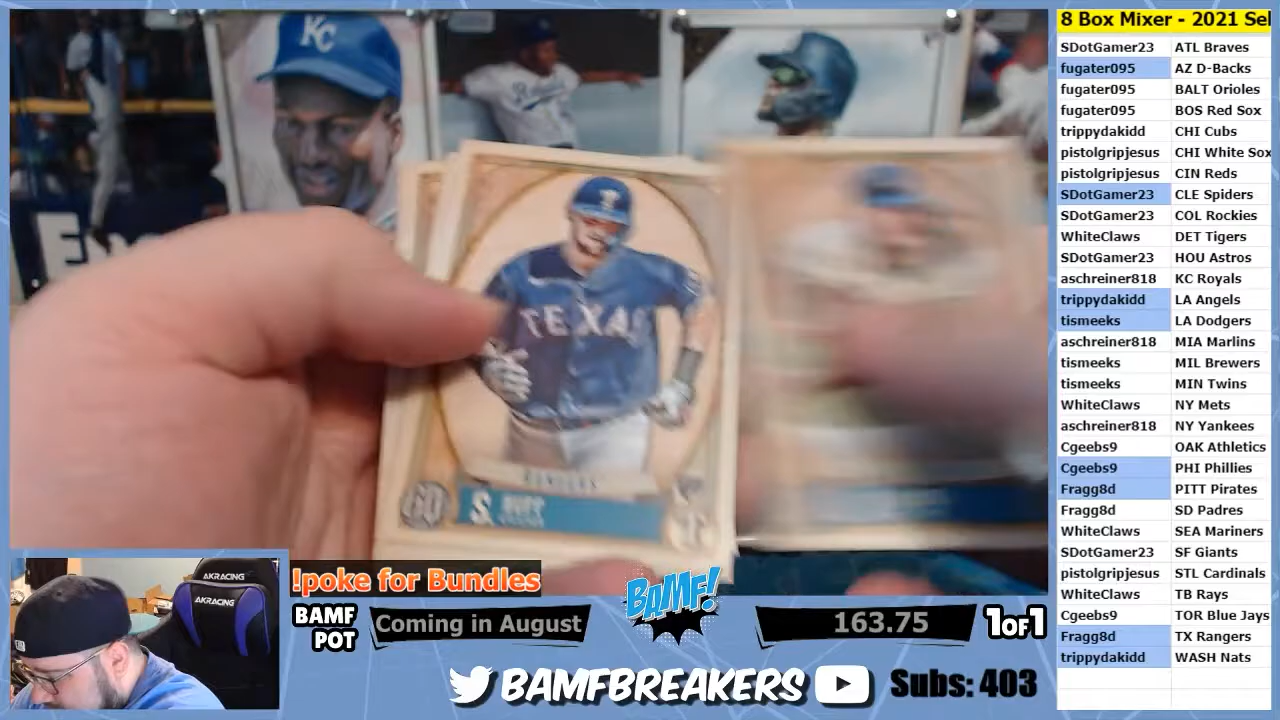 8 Box Mixer - 2021 Sel
SDotGamer23 ATL Braves
fugater095 AZ D-Backs
fugater095 BALT Orioles
fugater095 BOS Red Sox
trippydakidd CHI Cubs
pistolgripjesus CHI White Sox
pistolgripjesus CIN Reds
SDotGamer23 CLE Spiders
SDotGamer23 COL Rockies
WhiteClaws DET Tigers
SDotGamer23 HOU Astros
aschreiner818 KC Royals
trippydakidd LA Angels
tismeeks LA Dodgers
aschreiner818 MIA Marlins
tismeeks MIL Brewers
tismeeks MIN Twins
WhiteClaws NY Mets
aschreiner818 NY Yankees
Cgeebs9 OAK Athletics
Cgeebs9 PHI Phillies
Fragg8d PITT Pirates
Fragg8d SD Padres
WhiteClaws SEA Mariners
SDotGamer23 SF Giants
pistolgripjesus STL Cardinals
WhiteClaws TB Rays
Cgeebs9 TOR Blue Jays
Fragg8d TX Rangers
trippydakidd WASH Nats
KC
TEXAS
RANGERS
GQ S. HUFF
AKRACING
AKRACING
!poke for Bundles
BAMF POT
Coming in August
BAMF!
163.75
1OF1
BAMFBREAKERS
Subs: 403